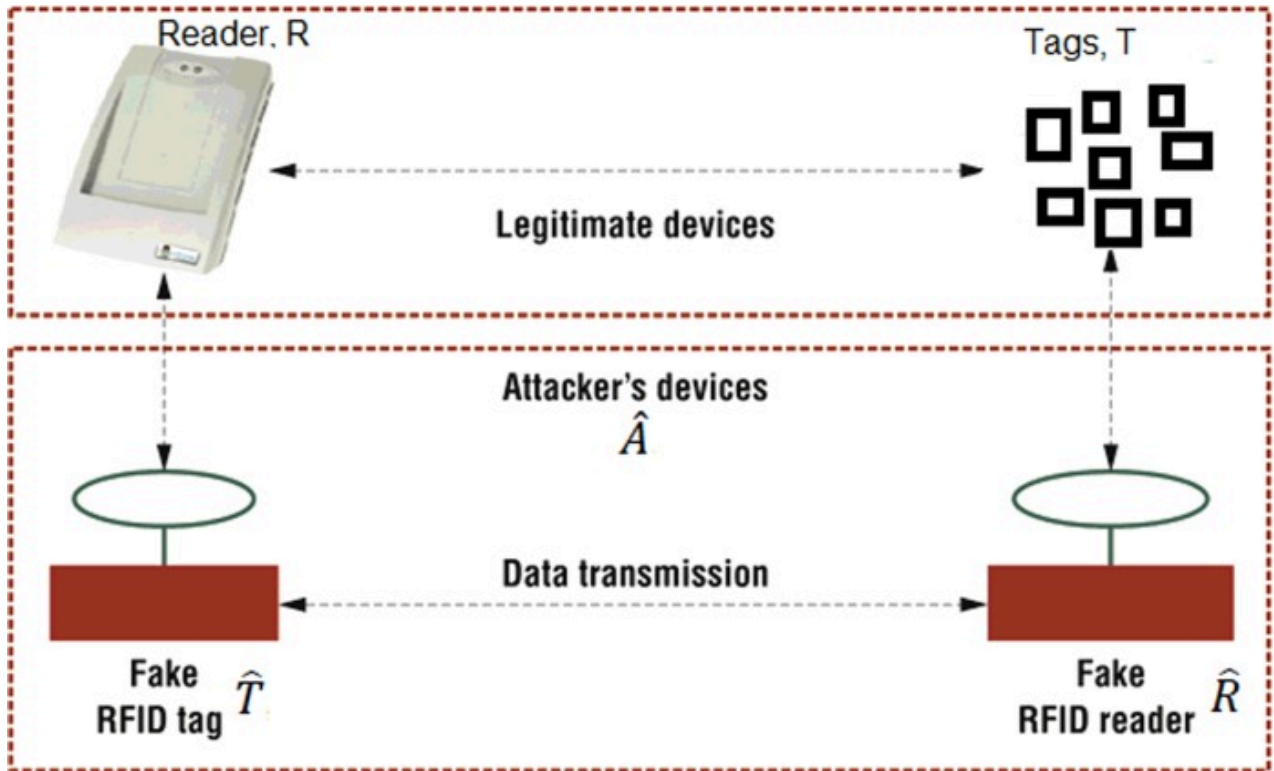 Reader, R
Tags, T
Legitimate devices
Attacker's devices
Â
Data transmission
Fake
RFID tag T̂
Fake
RFID reader R̂